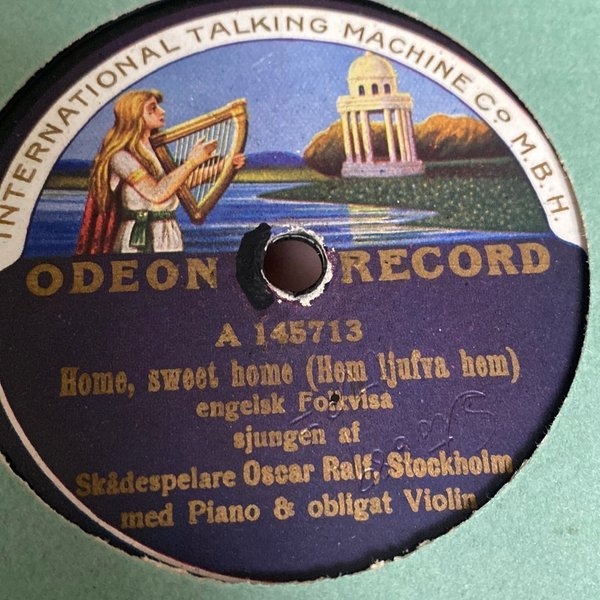 INTERNATIONAL TALKING MACHINE Co M.B.H.
ODEON RECORD
A 145713
Home, sweet home (Hem ljufva hem)
engelsk Folkvisa
sjungen af
Skådespelare Oscar Ralf, Stockholm
med Piano & obligat Violin